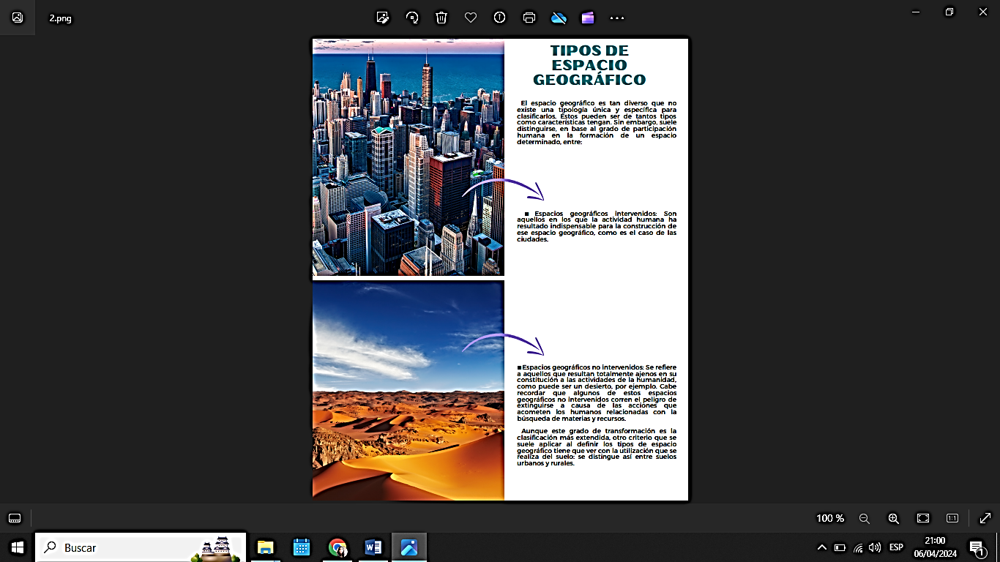 2.png
TIPOS DE
ESPACIO
GEOGRÁFICO
El espacio geográfico es tan diverso que no
existe una tipología única y específica para
clasificarlos. Éstos pueden ser de tantos tipos
como características tengan. Sin embargo, suele
distinguirse, en base al grado de participación
humana en la formación de un espacio
determinado, entre:
■ Espacios geográficos intervenidos: Son
aquellos en los que la actividad humana ha
resultado indispensable para la construcción de
ese espacio geográfico, como es el caso de las
ciudades.
■Espacios geográficos no intervenidos: Se refiere
a aquellos que resultan totalmente ajenos en su
constitución a las actividades de la humanidad,
como puede ser un desierto, por ejemplo. Cabe
recordar que algunos de estos espacios
geográficos no intervenidos corren el peligro de
extinguirse a causa de las acciones que
acometen los humanos relacionadas con la
búsqueda de materias y recursos.
Aunque este grado de transformación es la
clasificación más extendida, otro criterio que se
suele aplicar al definir los tipos de espacio
geográfico tiene que ver con la utilización que se
realiza del suelo: se distingue así entre suelos
urbanos y rurales.
100 %
1:1
Buscar
ESP
21:00
06/04/2024
1